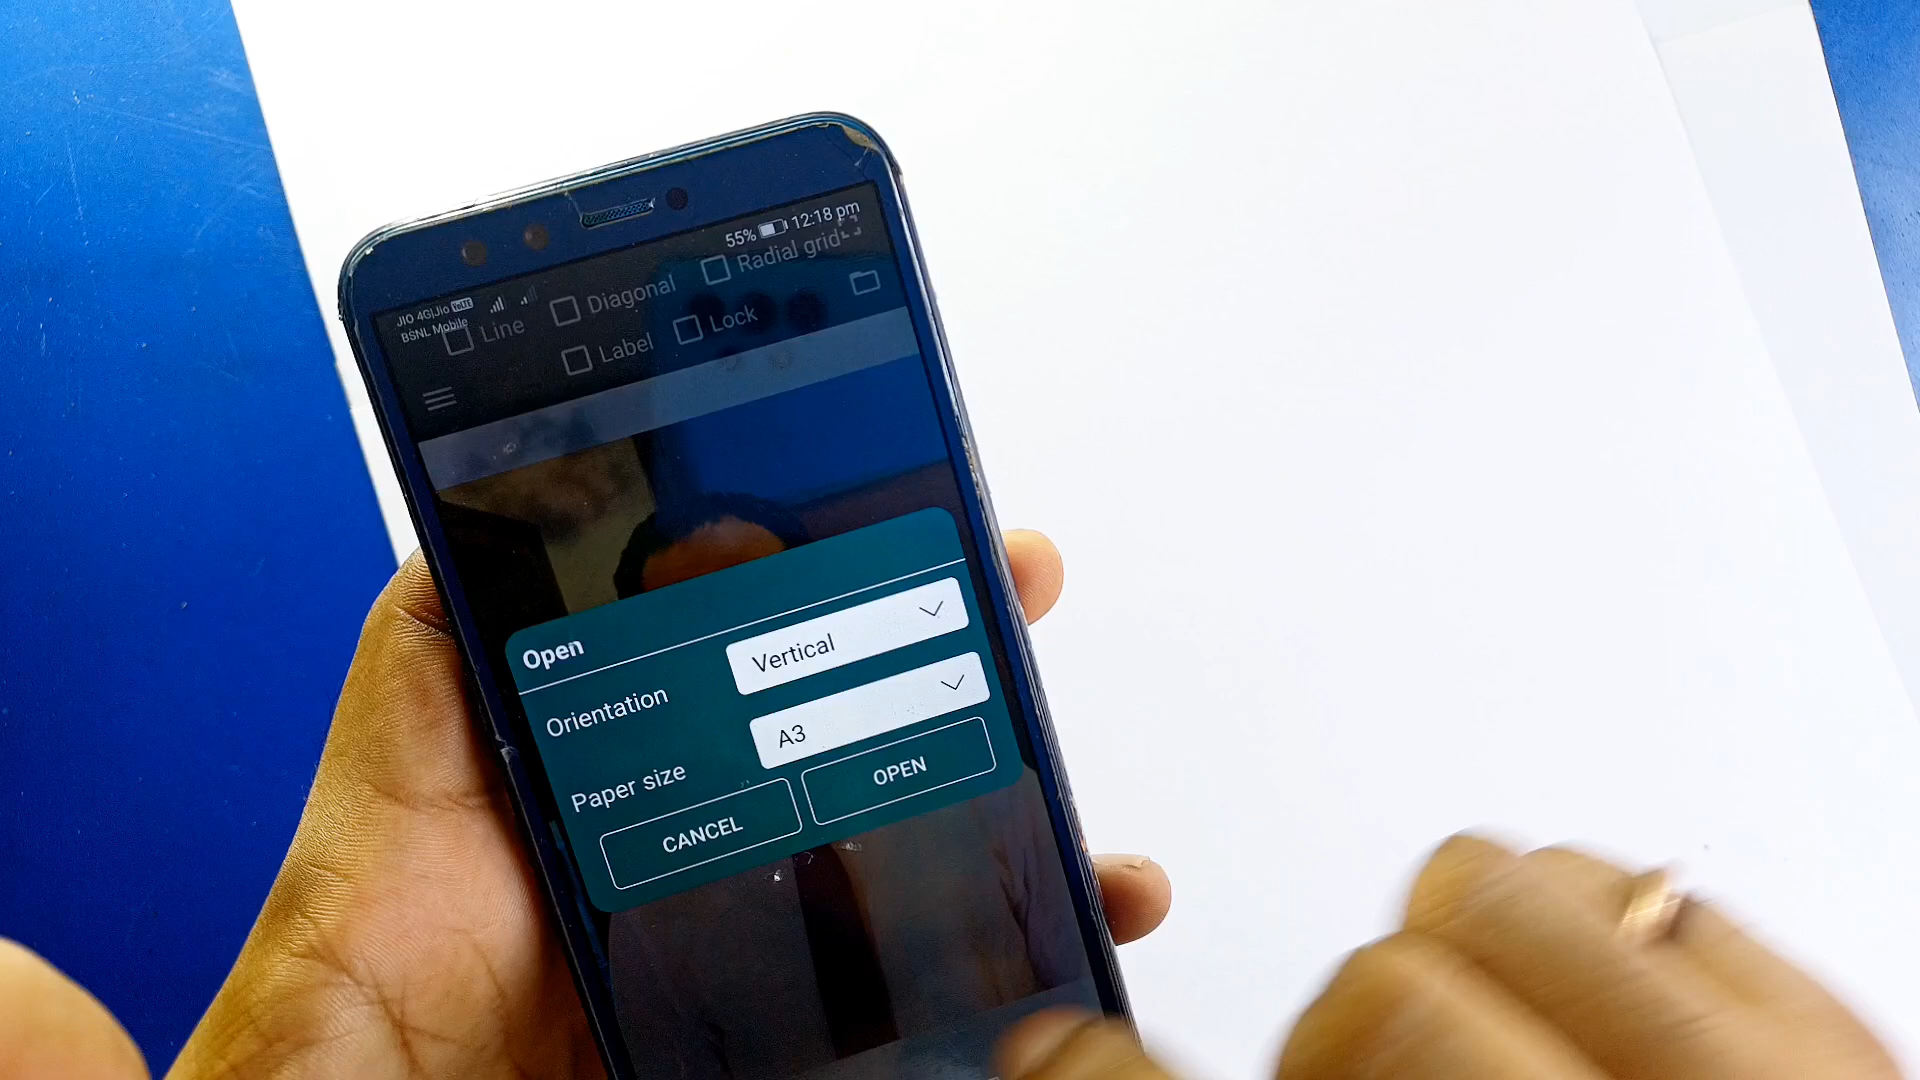 55% 12:18 pm
JIO 4G|Jio VoLTE
BSNL Mobile
Line Diagonal Radial grid
Label Lock
Open
Orientation Vertical
Paper size A3
CANCEL OPEN